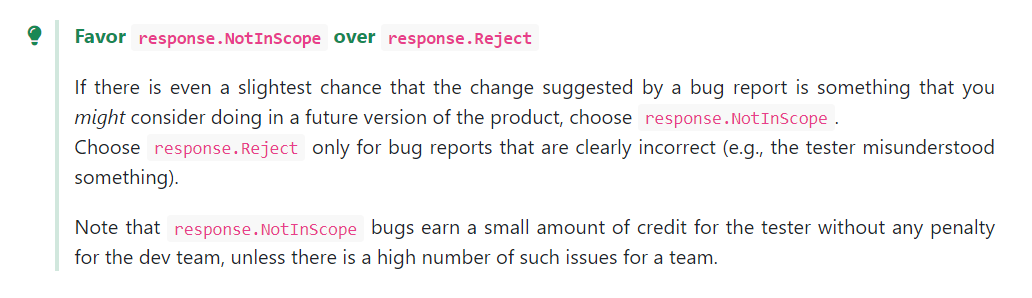 Favor response.NotInScope over response.Reject
If there is even a slightest chance that the change suggested by a bug report is something that you
might consider doing in a future version of the product, choose response.NotInScope.
Choose response.Reject only for bug reports that are clearly incorrect (e.g., the tester misunderstood
something).
Note that response.NotInScope bugs earn a small amount of credit for the tester without any penalty
for the dev team, unless there is a high number of such issues for a team.